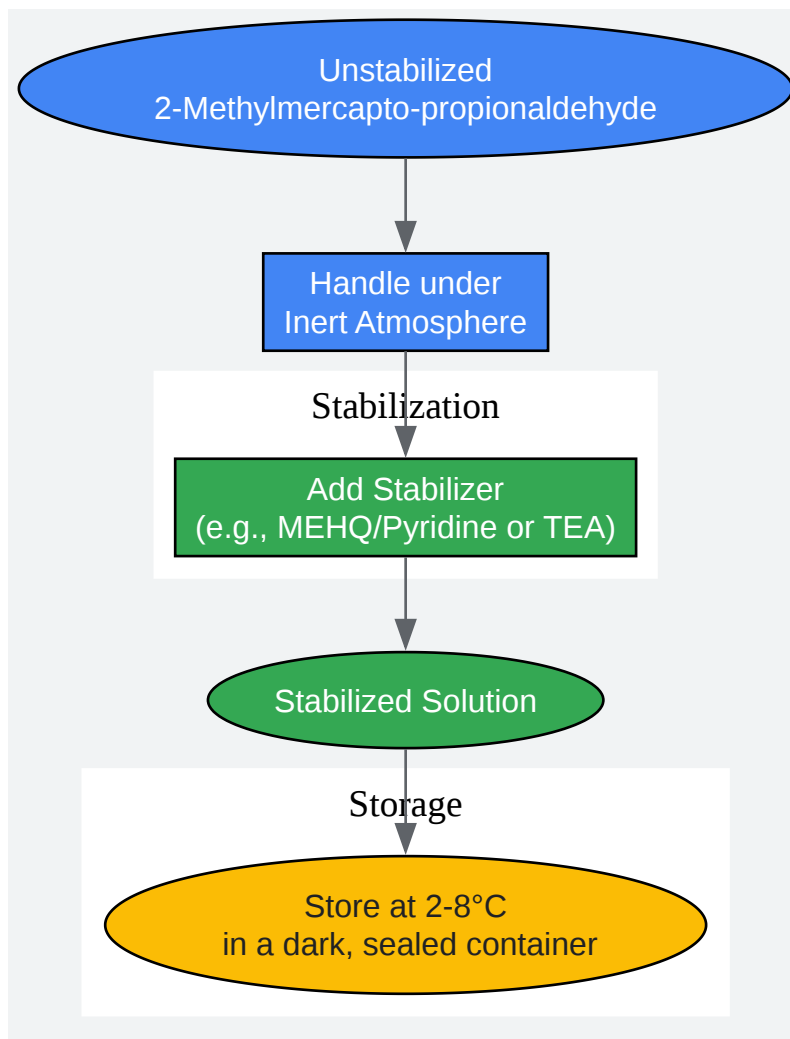 Unstabilized
2-Methylmercapto-propionaldehyde
Handle under
Inert Atmosphere
Stabilization
Add Stabilizer
(e.g., MEHQ/Pyridine or TEA)
Stabilized Solution
Storage
Store at 2-8°C
in a dark, sealed container